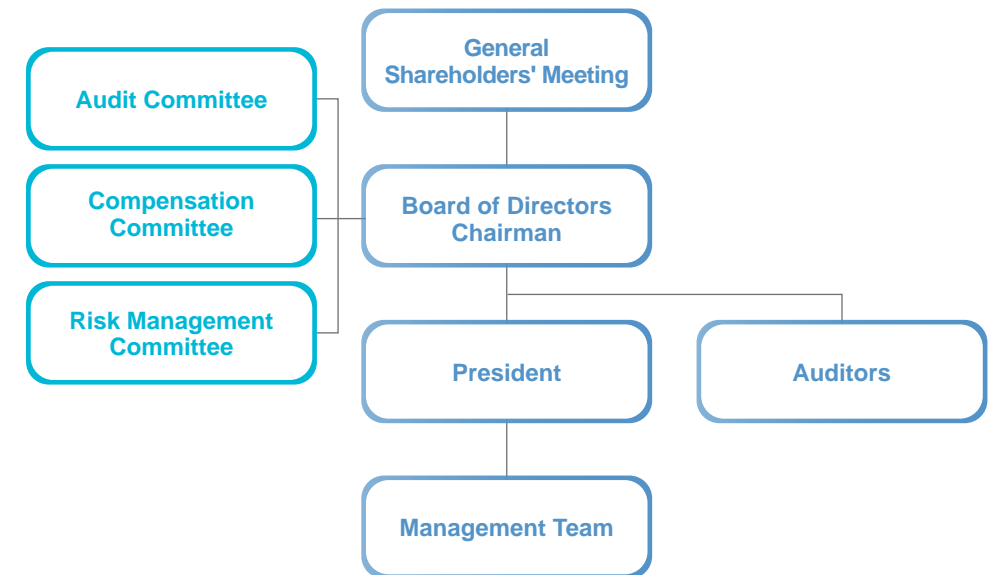 General
Shareholders' Meeting
Audit Committee
Compensation
Committee
Board of Directors
Chairman
Risk Management
Committee
President
Auditors
Management Team